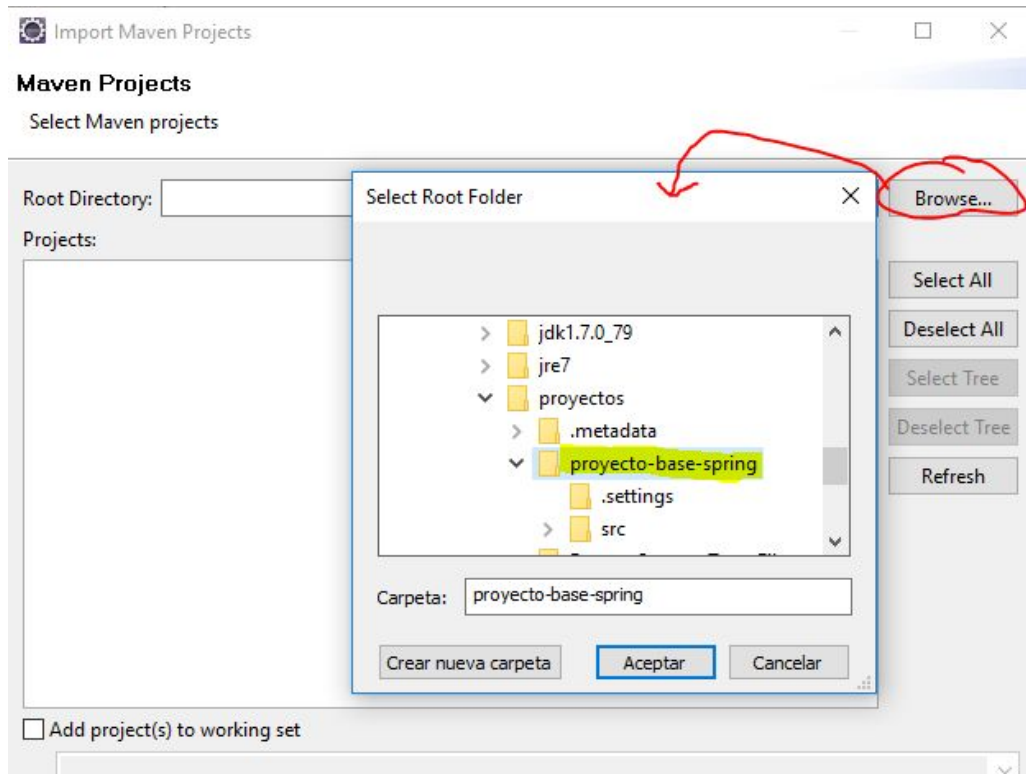 Import Maven Projects
Maven Projects
Select Maven projects
Root Directory:
Browse...
Projects:
Select All
Deselect All
Select Tree
Deselect Tree
Refresh
Select Root Folder
jdk1.7.0_79
jre7
proyectos
.metadata
proyecto-base-spring
.settings
src
Carpeta:
proyecto-base-spring
Crear nueva carpeta
Aceptar
Cancelar
Add project(s) to working set